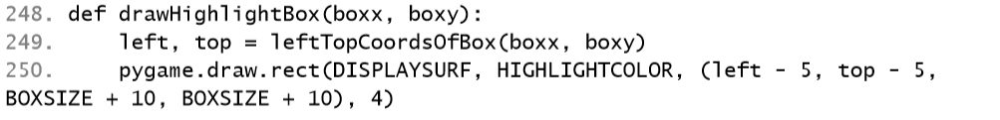 248. def drawHighlightBox(boxx, boxy):
249.     left, top = leftTopCoordsOfBox(boxx, boxy)
250.     pygame.draw.rect(DISPLAYSURF, HIGHLIGHTCOLOR, (left - 5, top - 5,
BOXSIZE + 10, BOXSIZE + 10), 4)